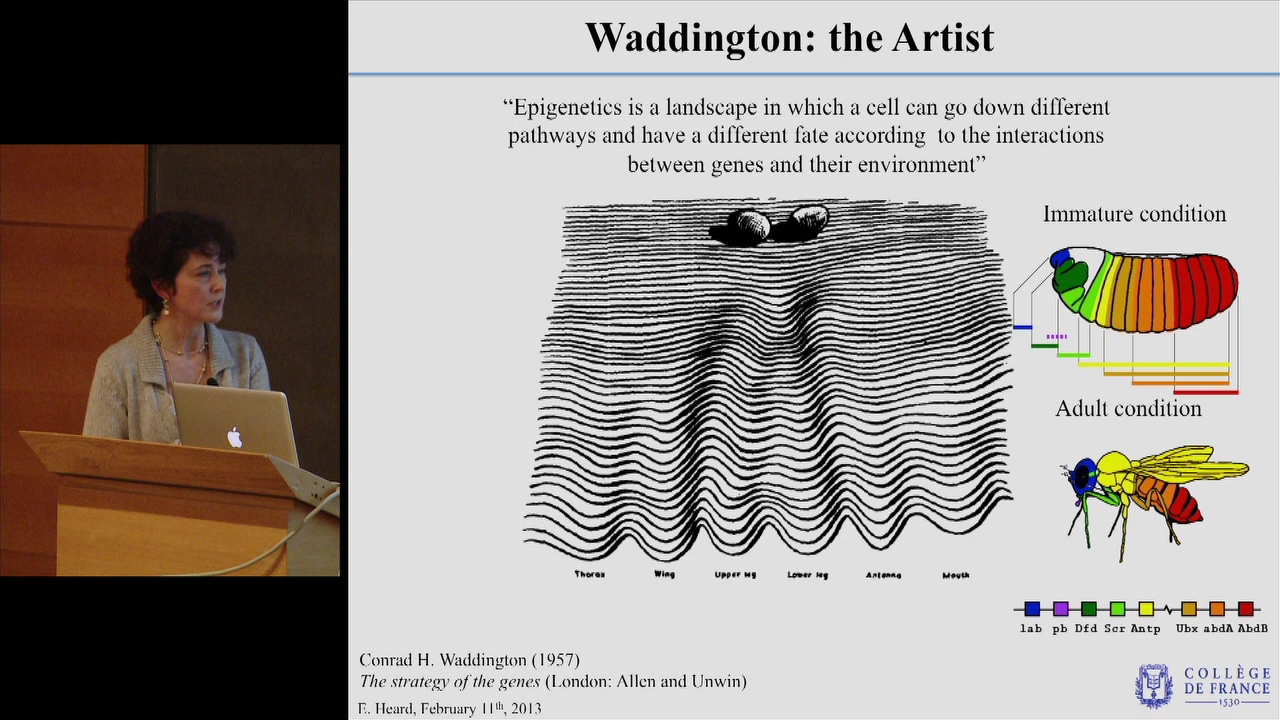 Waddington: the Artist
“Epigenetics is a landscape in which a cell can go down different
pathways and have a different fate according to the interactions
between genes and their environment”
Immature condition
Adult condition
Thorax Wing Upper leg Lower leg Antenna Mouth
lab pb Dfd Scr Antp Ubx abdA AbdB
Conrad H. Waddington (1957)
The strategy of the genes (London: Allen and Unwin)
E. Heard, February 11th, 2013
COLLÈGE
DE FRANCE
1530